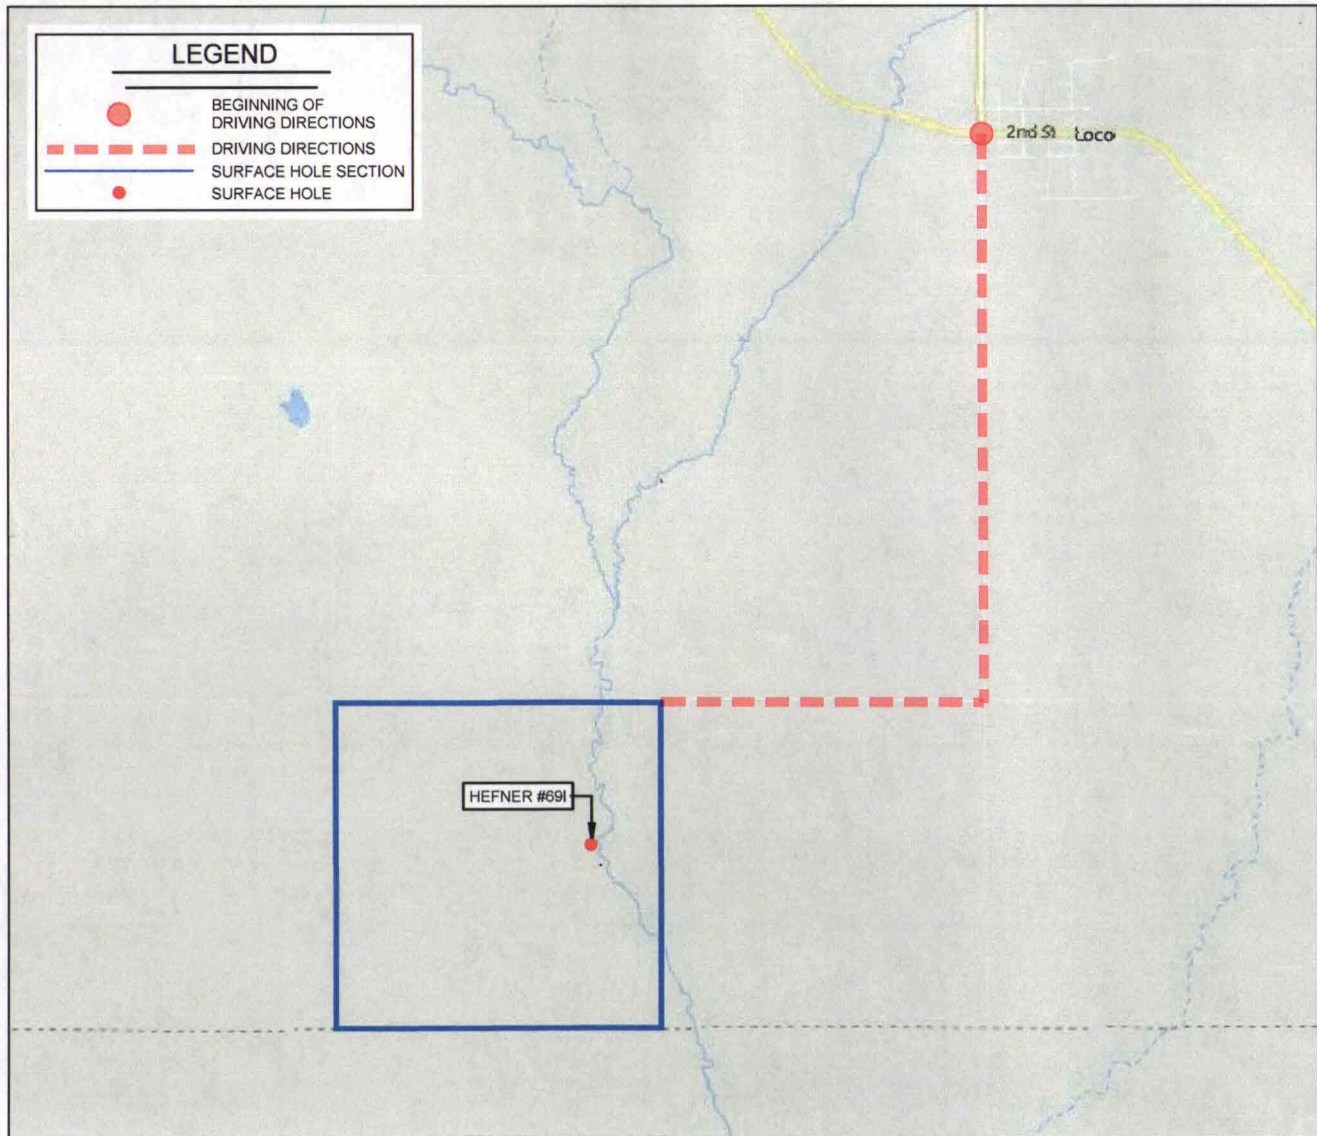 LEGEND
BEGINNING OF
DRIVING DIRECTIONS
DRIVING DIRECTIONS
SURFACE HOLE SECTION
SURFACE HOLE
2nd St Loco
HEFNER #69I